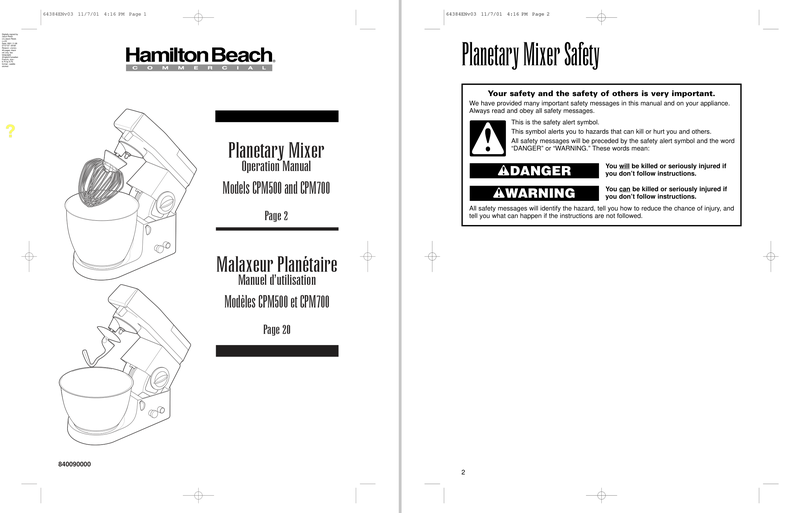 64384ENv03 11/7/01 4:16 PM Page 1
Hamilton Beach®
COMMERCIAL
?
Planetary Mixer
Operation Manual
Models CPM500 and CPM700
Page 2
Malaxeur Planétaire
Manuel d'utilisation
Modèles CPM500 et CPM700
Page 20
840090000
64384ENv03 11/7/01 4:16 PM Page 2
Planetary Mixer Safety
Your safety and the safety of others is very important.
We have provided many important safety messages in this manual and on your appliance.
Always read and obey all safety messages.
This is the safety alert symbol.
This symbol alerts you to hazards that can kill or hurt you and others.
All safety messages will be preceded by the safety alert symbol and the word
“DANGER” or “WARNING.” These words mean:
DANGER
You will be killed or seriously injured if
you don’t follow instructions.
WARNING
You can be killed or seriously injured if
you don’t follow instructions.
All safety messages will identify the hazard, tell you how to reduce the chance of injury, and
tell you what can happen if the instructions are not followed.
2